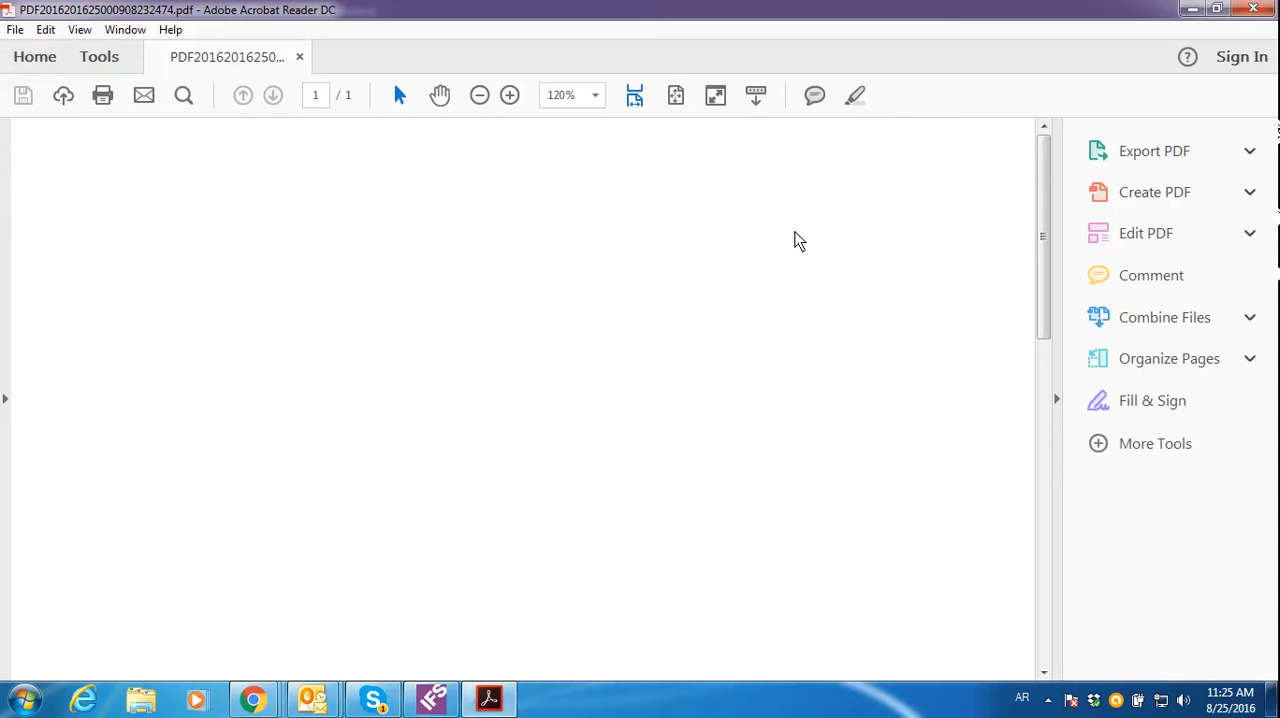 PDF2016201625000908232474.pdf - Adobe Acrobat Reader DC
File Edit View Window Help
Home Tools PDF20162016250... × ? Sign In
1 / 1 120%
Export PDF
Create PDF
Edit PDF
Comment
Combine Files
Organize Pages
Fill & Sign
More Tools
IFS
AR 11:25 AM
8/25/2016